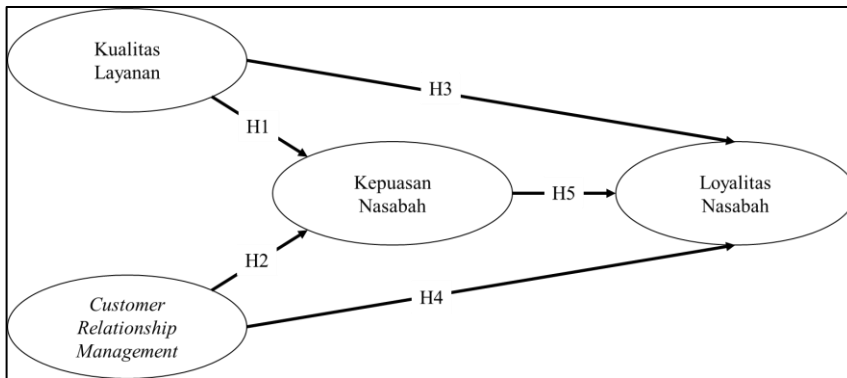 Kualitas
Layanan
H3
H1
Kepuasan
Nasabah
H5
Loyalitas
Nasabah
H2
H4
Customer
Relationship
Management